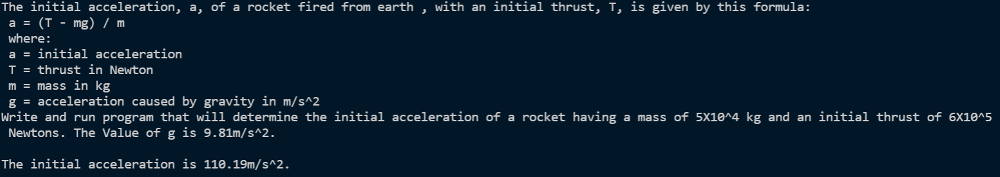 The initial acceleration, a, of a rocket fired from earth , with an initial thrust, T, is given by this formula:
a = (T - mg) / m
where:
a = initial acceleration
T = thrust in Newton
m = mass in kg
g = acceleration caused by gravity in m/s^2
Write and run program that will determine the initial acceleration of a rocket having a mass of 5X10^4 kg and an initial thrust of 6X10^5
Newtons. The Value of g is 9.81m/s^2.
The initial acceleration is 110.19m/s^2.